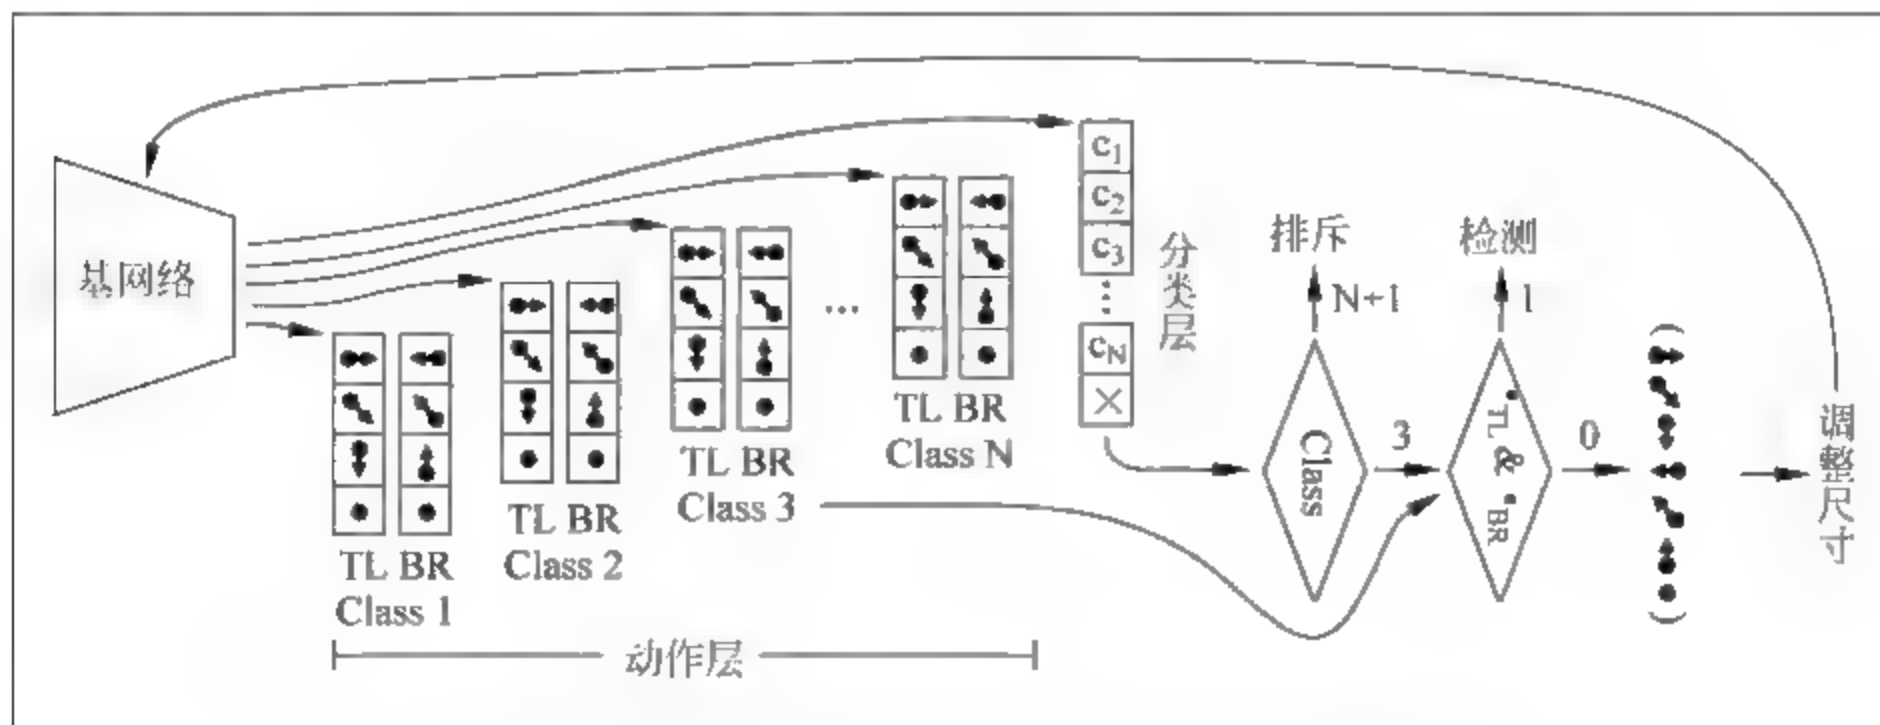 基网络
TL BR
Class 1
TL BR
Class 2
TL BR
Class 3
...
TL BR
Class N
动作层
c1
c2
c3
...
cN
×
分类层
排斥
N+1
Class
3
检测
1
TL & BR
0
(
)
调整尺寸